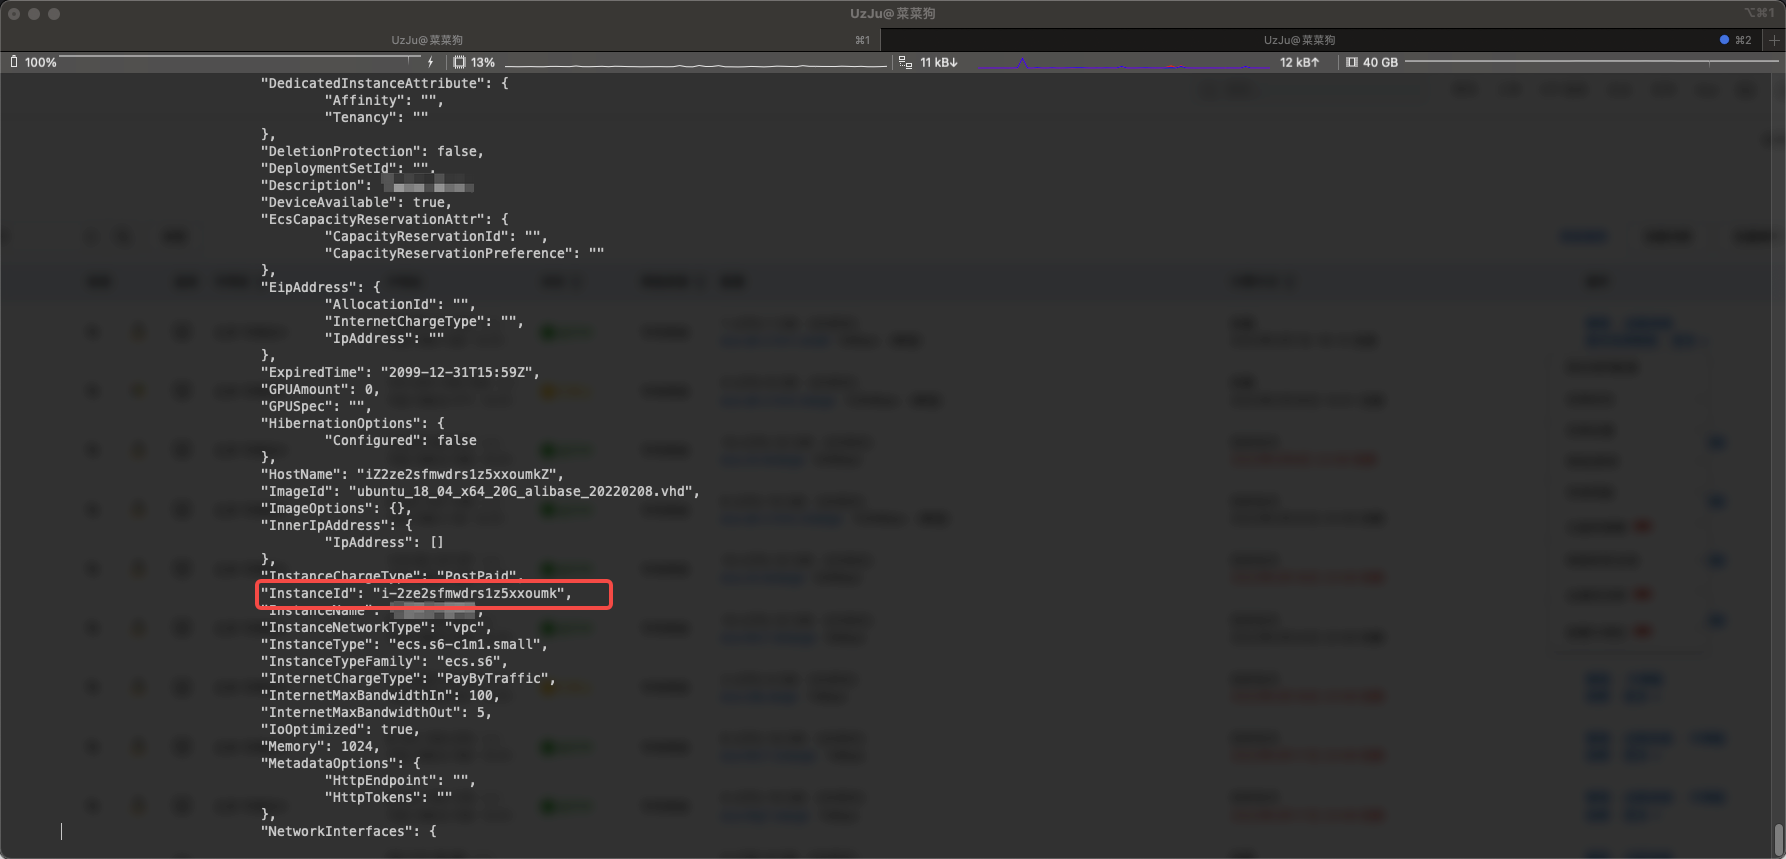 UzJu@菜菜狗
⌥⌘1
UzJu@菜菜狗 ⌘1
UzJu@菜菜狗 ⌘2
100% 13% 11 kB↓ 12 kB↑ 40 GB
"DedicatedInstanceAttribute": {
"Affinity": "",
"Tenancy": ""
},
"DeletionProtection": false,
"DeploymentSetId": "",
"Description":
"DeviceAvailable": true,
"EcsCapacityReservationAttr": {
"CapacityReservationId": "",
"CapacityReservationPreference": ""
},
"EipAddress": {
"AllocationId": "",
"InternetChargeType": "",
"IpAddress": ""
},
"ExpiredTime": "2099-12-31T15:59Z",
"GPUAmount": 0,
"GPUSpec": "",
"HibernationOptions": {
"Configured": false
},
"HostName": "iZ2ze2sfmwdrs1z5xxoumkZ",
"ImageId": "ubuntu_18_04_x64_20G_alibase_20220208.vhd",
"ImageOptions": {},
"InnerIpAddress": {
"IpAddress": []
},
"InstanceChargeType": "PostPaid",
"InstanceId": "i-2ze2sfmwdrs1z5xxoumk",
"InstanceName": ,
"InstanceNetworkType": "vpc",
"InstanceType": "ecs.s6-c1m1.small",
"InstanceTypeFamily": "ecs.s6",
"InternetChargeType": "PayByTraffic",
"InternetMaxBandwidthIn": 100,
"InternetMaxBandwidthOut": 5,
"IoOptimized": true,
"Memory": 1024,
"MetadataOptions": {
"HttpEndpoint": "",
"HttpTokens": ""
},
"NetworkInterfaces": {